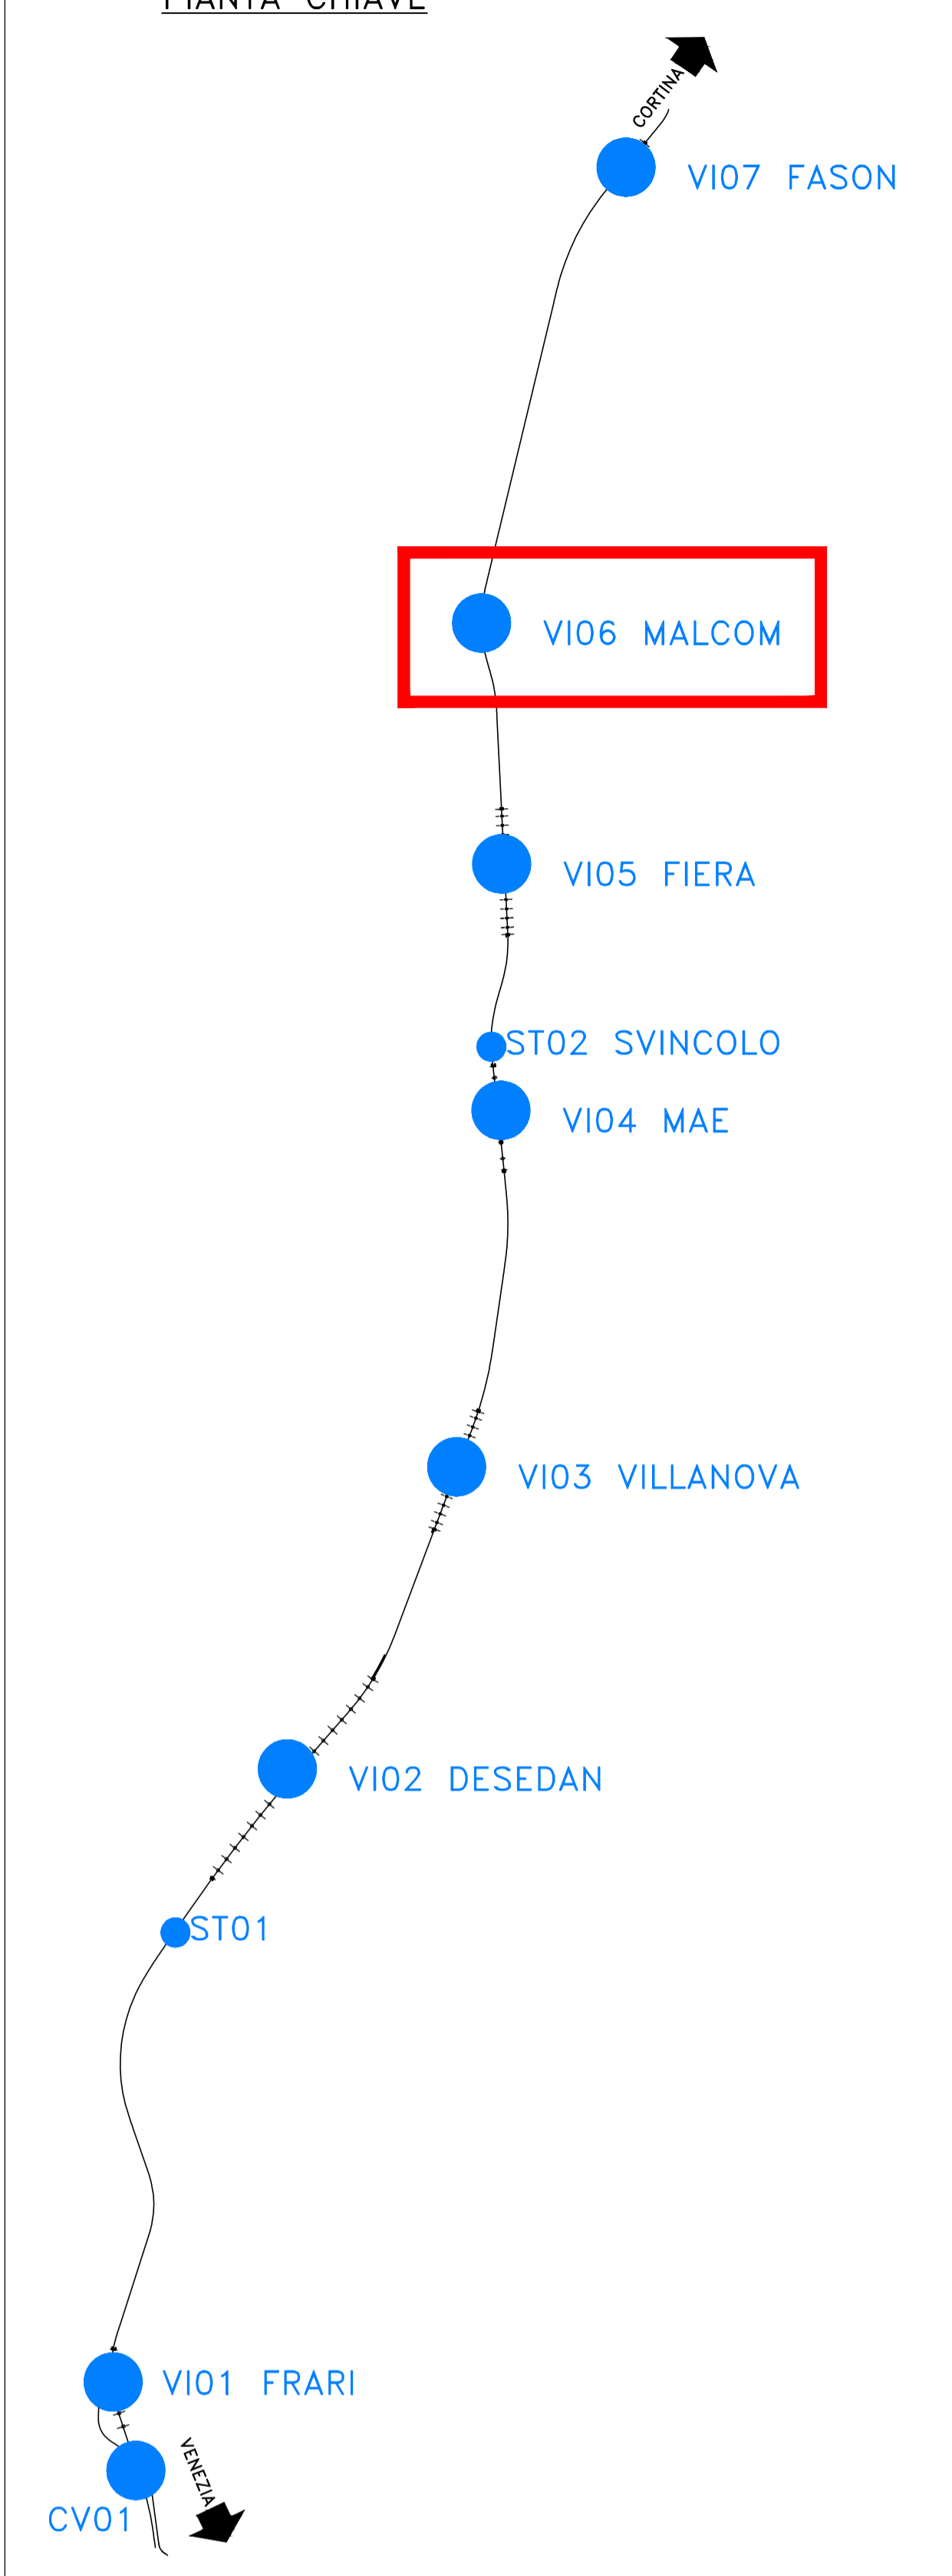 PIANTA CHIAVE
CORTINA
VI07 FASON
VI06 MALCOM
VI05 FIERA
ST02 SVINCOLO
VI04 MAE
VI03 VILLANOVA
VI02 DESEDAN
ST01
VI01 FRARI
VENEZIA
CV01